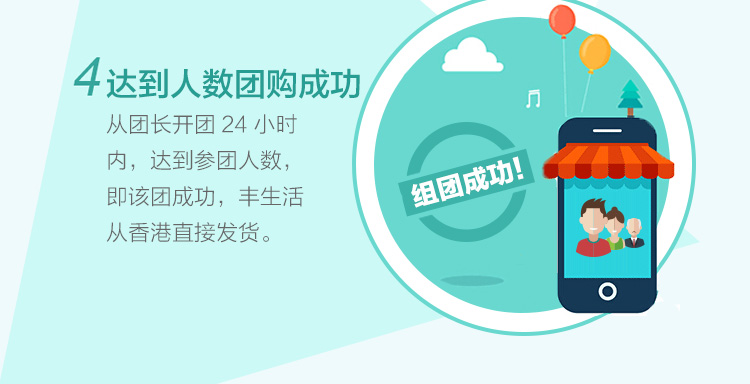 4 达到人数团购成功
从团长开团 24 小时
内，达到参团人数，
即该团成功，丰生活
从香港直接发货。
组团成功!